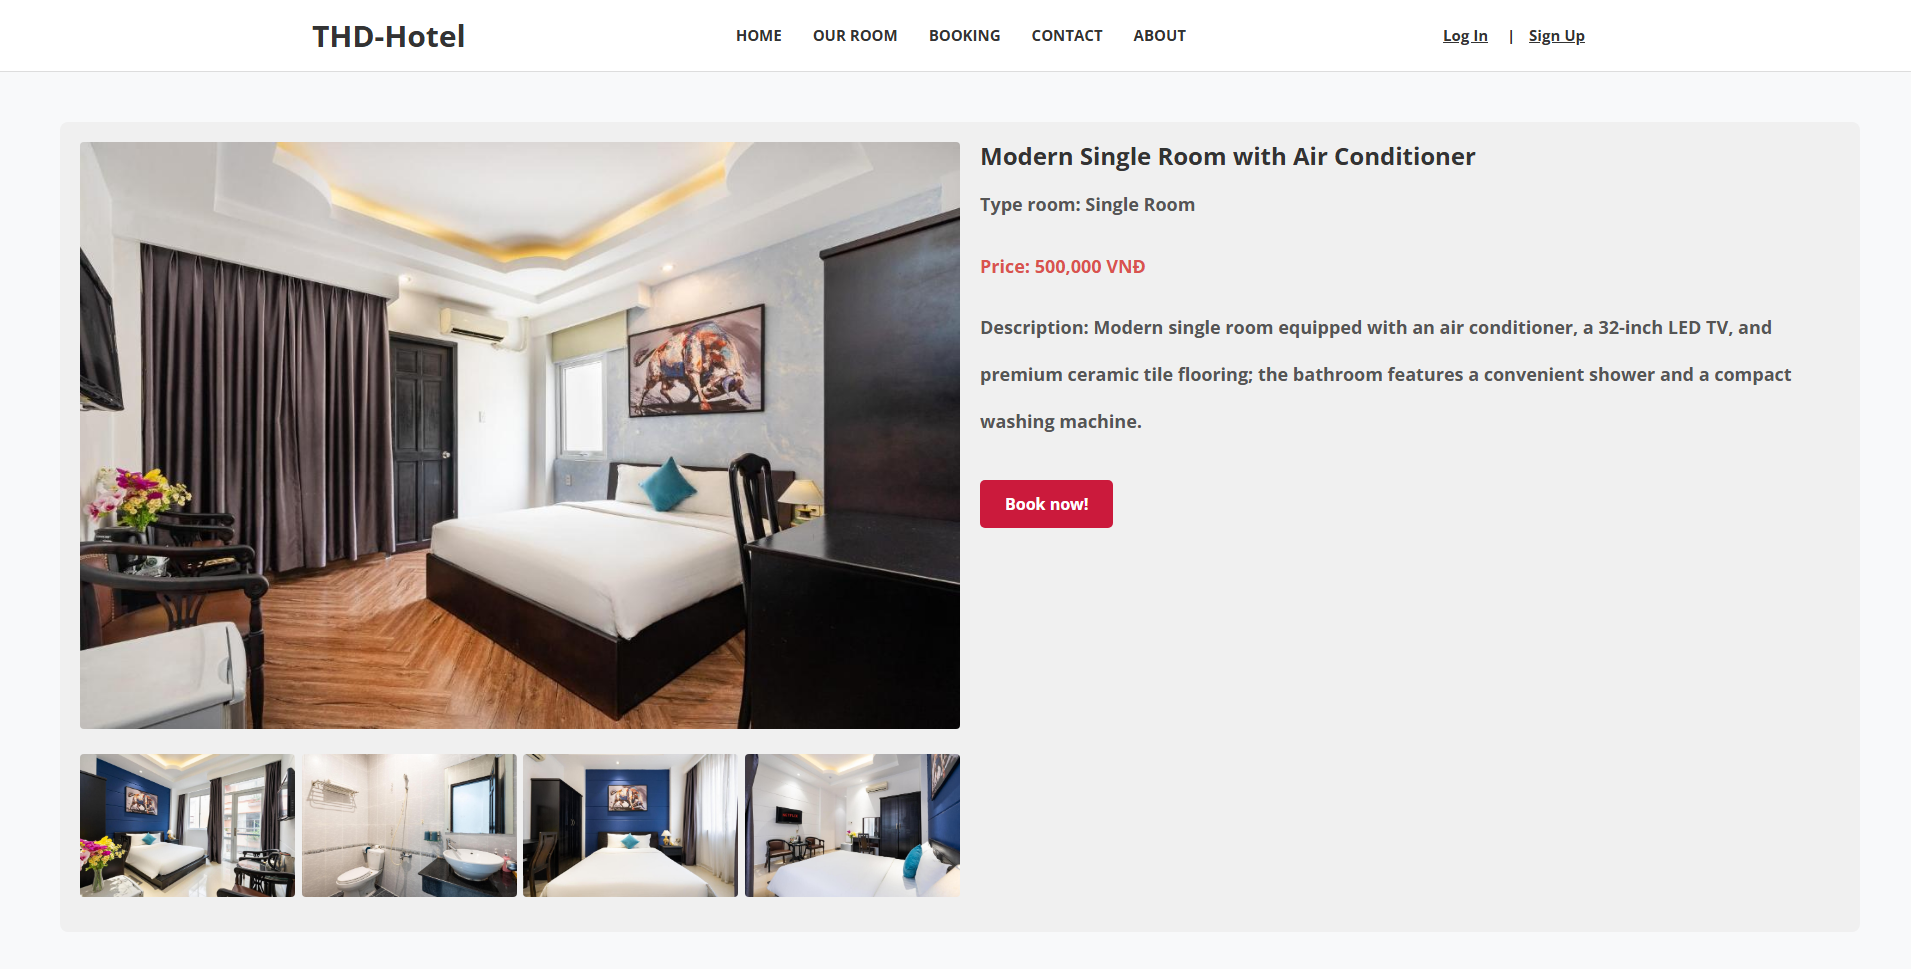 THD-Hotel
HOME OUR ROOM BOOKING CONTACT ABOUT
Log In | Sign Up
Modern Single Room with Air Conditioner
Type room: Single Room
Price: 500,000 VNĐ
Description: Modern single room equipped with an air conditioner, a 32-inch LED TV, and
premium ceramic tile flooring; the bathroom features a convenient shower and a compact
washing machine.
Book now!
NETFLIX